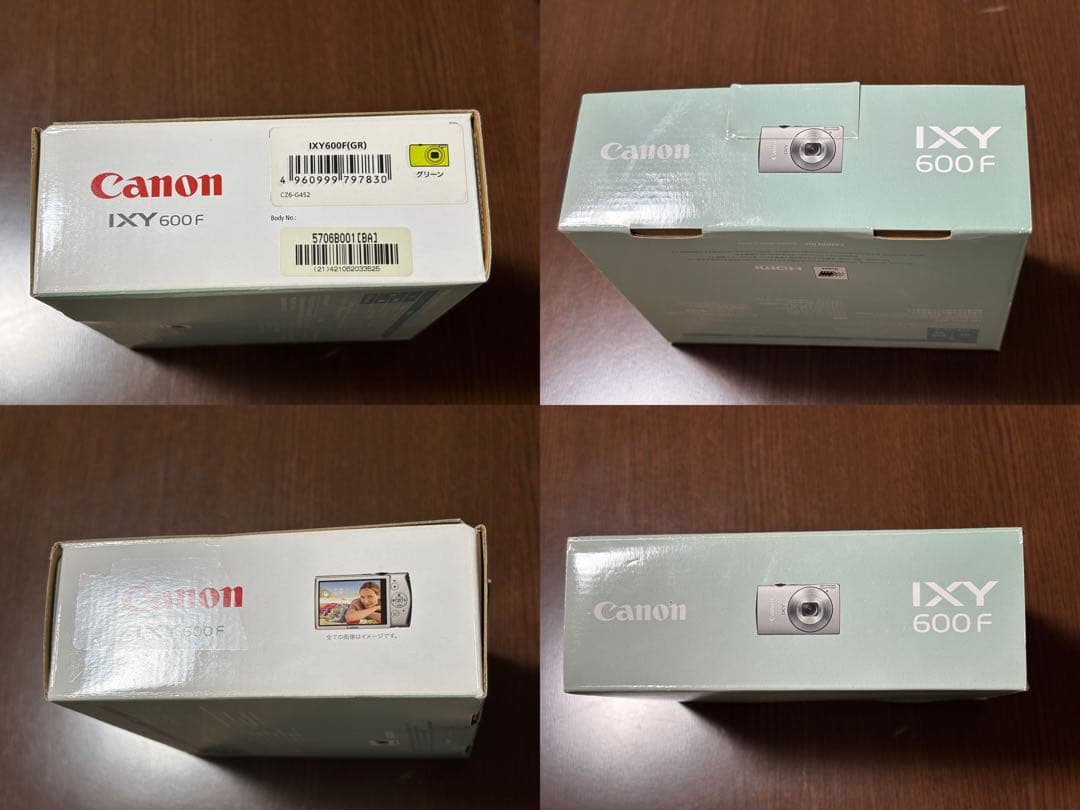 Canon
IXY 600 F
IXY600F(GR)
4 960999 797830
グリーン
CZ6-G452
Body No.:
5706B001[BA]
(21)421062033525
Canon
IXY
600 F
HDMI
Canon
IXY 600 F
全ての画像はイメージです。
Canon
IXY
600 F